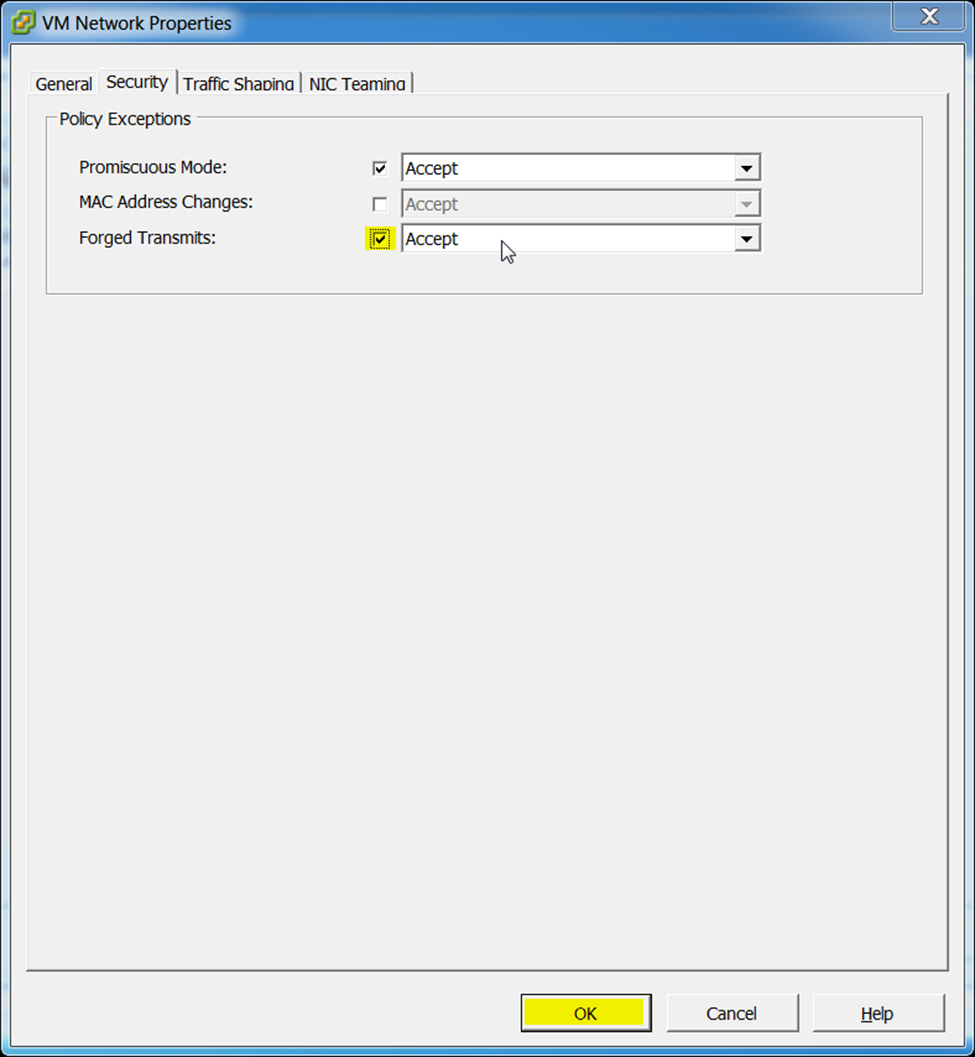 VM Network Properties
General Security Traffic Shaping NIC Teaming
Policy Exceptions
Promiscuous Mode: Accept
MAC Address Changes: Accept
Forged Transmits: Accept
OK Cancel Help